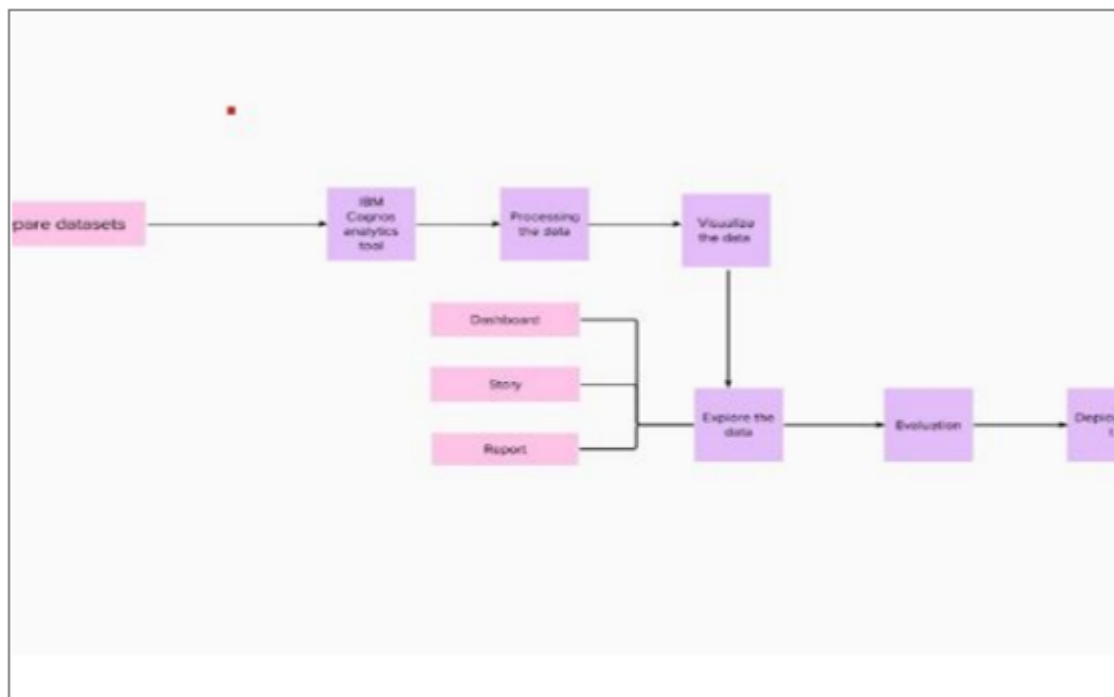 pare datasets
IBM
Cognos
analytics
tool
Processing
the data
Visualize
the data
Dashboard
Story
Report
Explore the
data
Evaluation